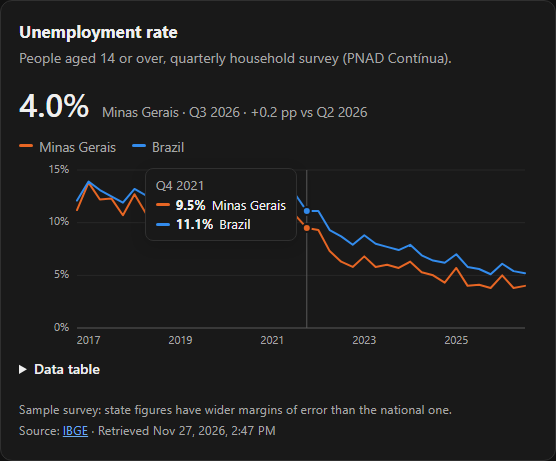 Unemployment rate
People aged 14 or over, quarterly household survey (PNAD Contínua).
4.0% Minas Gerais · Q3 2026 · +0.2 pp vs Q2 2026
Minas Gerais Brazil
15%
Q4 2021
9.5% Minas Gerais
11.1% Brazil
10%
5%
0%
2017 2019 2021 2023 2025
Data table
Sample survey: state figures have wider margins of error than the national one.
Source: IBGE · Retrieved Nov 27, 2026, 2:47 PM